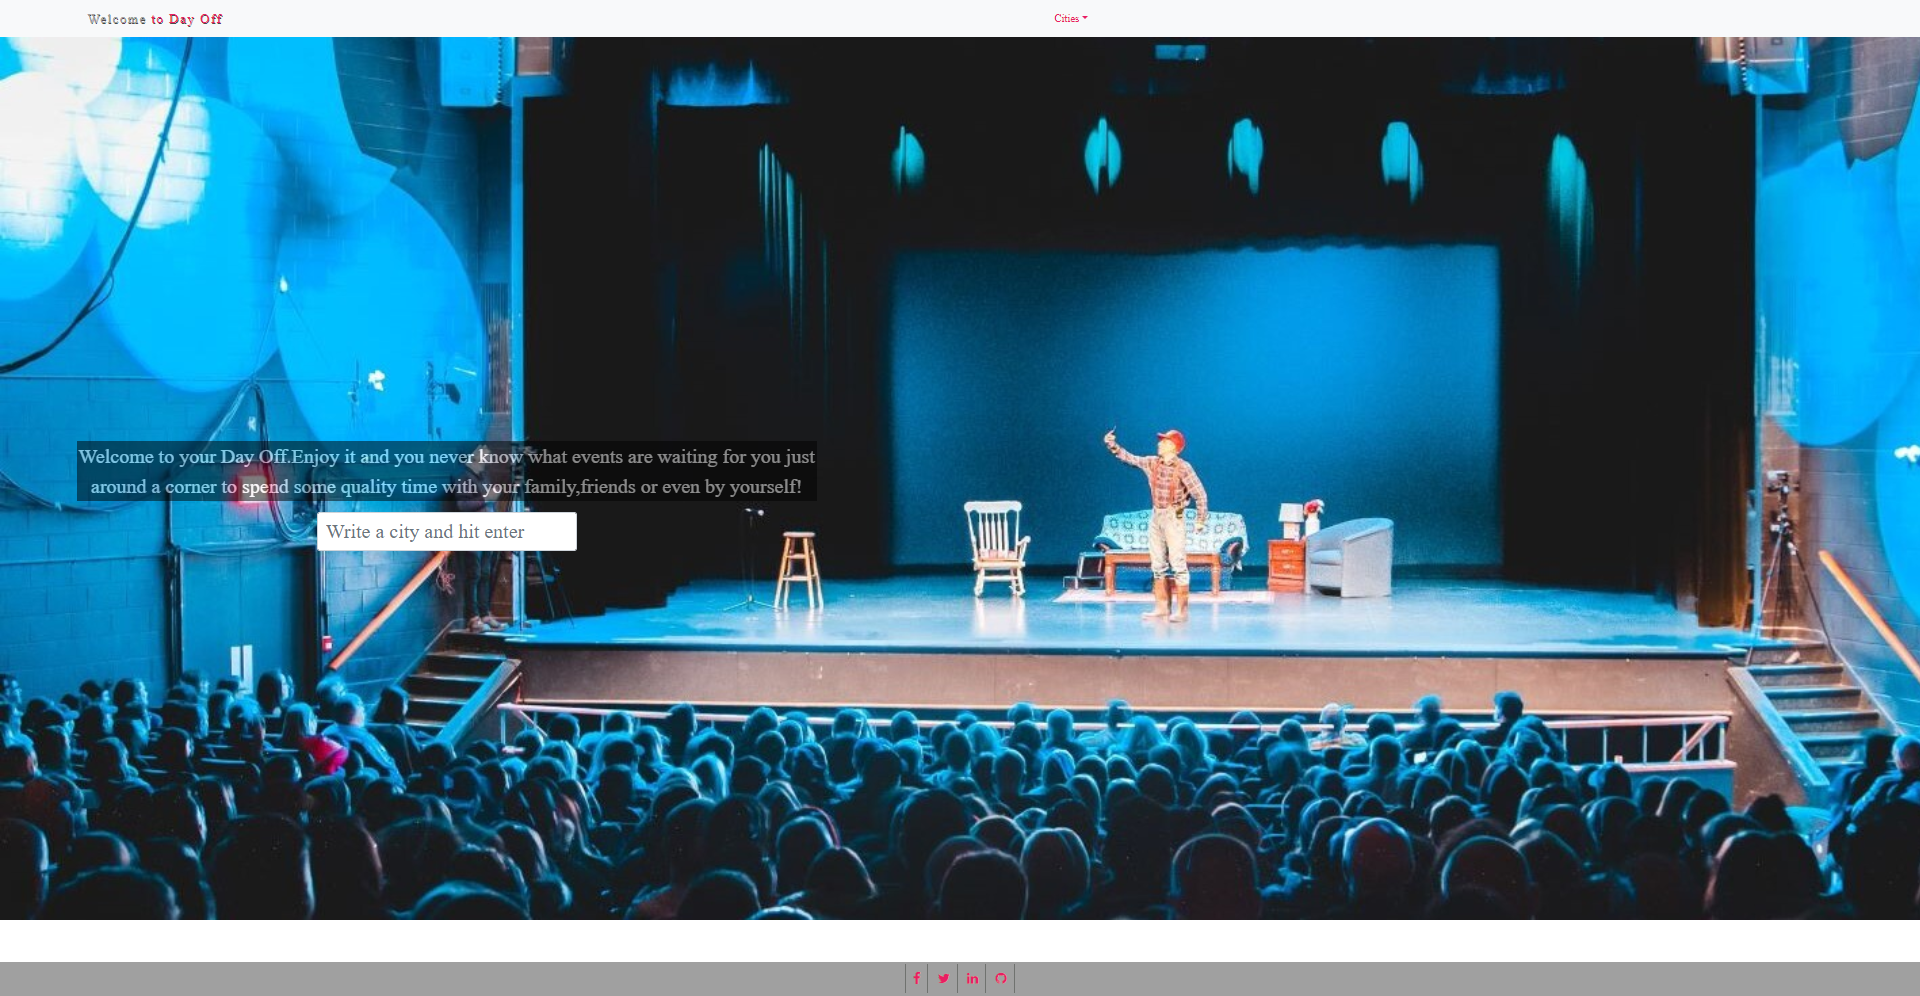 Welcome to Day Off
Cities
Welcome to your Day Off.Enjoy it and you never know what events are waiting for you just
around a corner to spend some quality time with your family,friends or even by yourself!
Write a city and hit enter